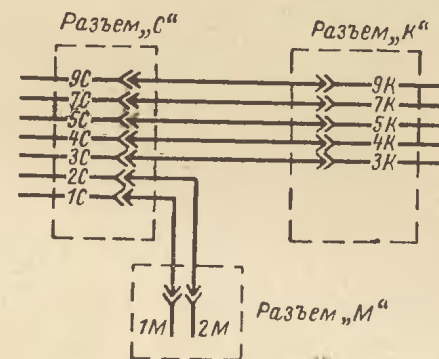 Разъем„С“
Разъем„К“
9С
7С
5С
4С
3С
2С
1С
9К
7К
5К
4К
3К
1М 2М
Разъем„М“